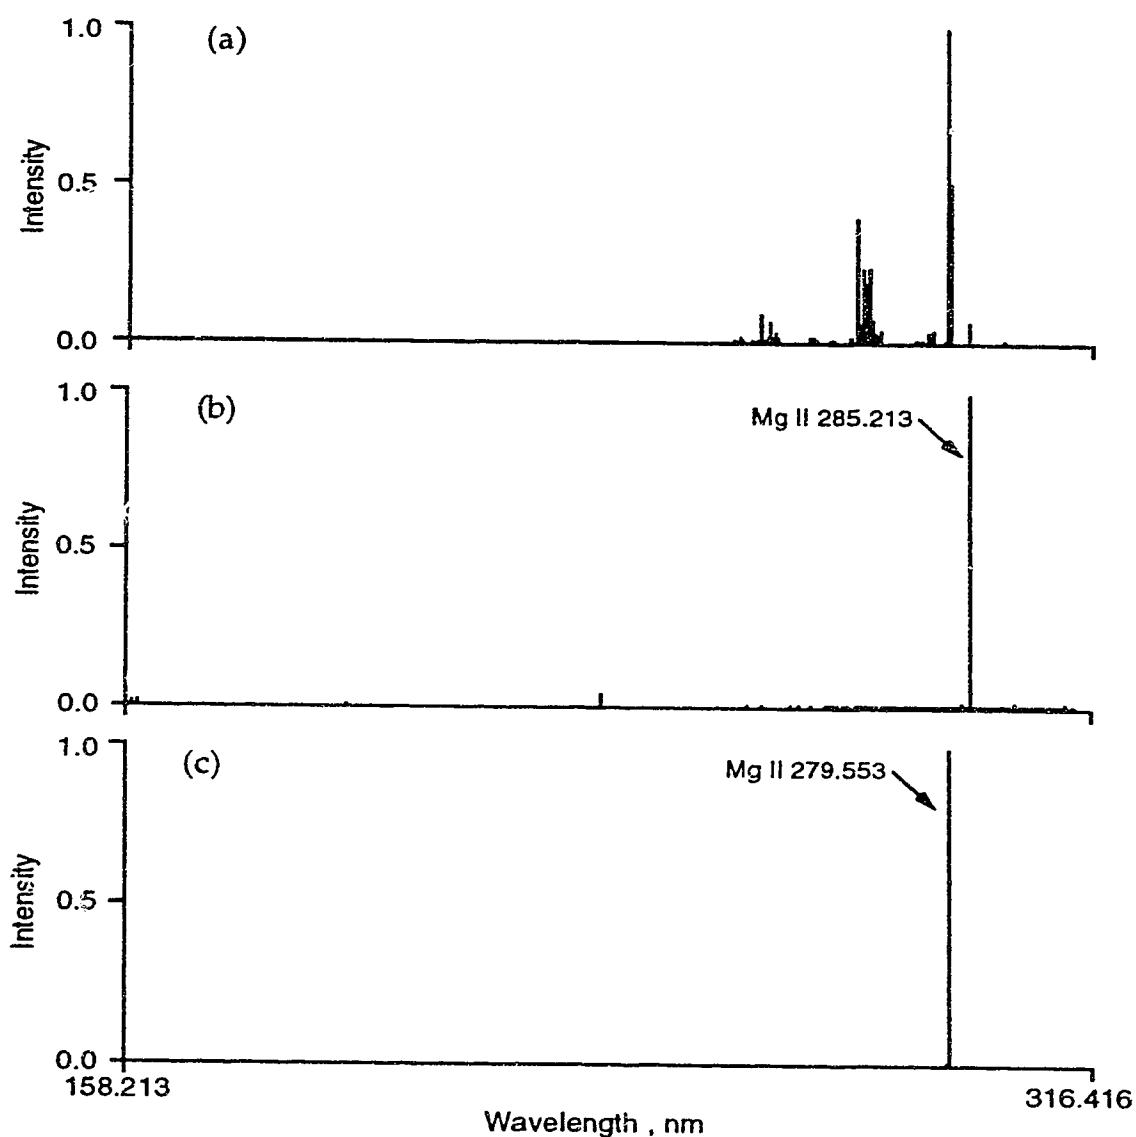 1.0
(a)
Intensity
0.5
0.0
1.0
(b)
Mg II 285.213
Intensity
0.5
0.0
1.0
(c)
Mg II 279.553
Intensity
0.5
0.0
158.213
316.416
Wavelength , nm